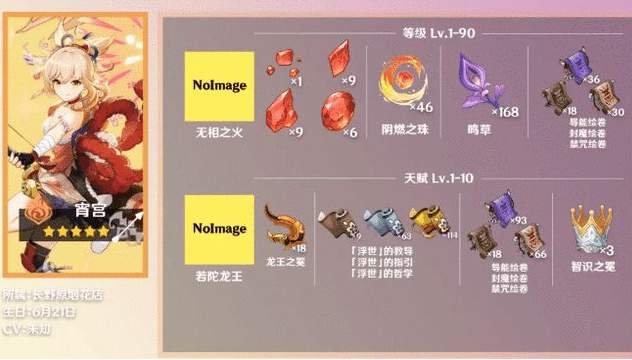 等级 Lv.1-90
NoImage
无相之火
×1
×9
×9
×6
×46
阴燃之珠
×168
鸣草
×36
×18
×30
导能绘卷
封魔绘卷
禁咒绘卷
宵宫
天赋 Lv.1-10
NoImage
若陀龙王
×18
龙王之冕
×9
×63
×114
「浮世」的教导
「浮世」的指引
「浮世」的哲学
×93
×18
×66
导能绘卷
封魔绘卷
禁咒绘卷
×3
智识之冕
所属:长野原烟花店
生日:6月21日
CV:未知